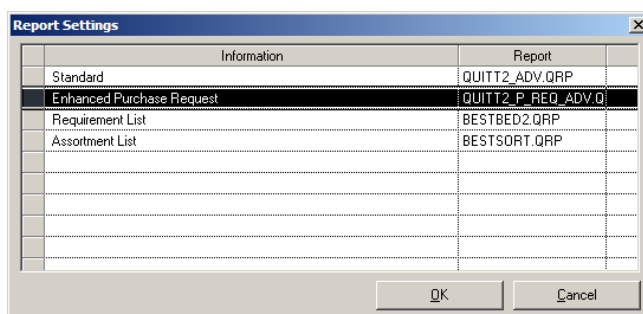 Report Settings
Information Report
Standard QUITT2_ADV.QRP
Enhanced Purchase Request QUITT2_P_REQ_ADV.Q
Requirement List BESTBED2.QRP
Assortment List BESTSORT.QRP
OK Cancel